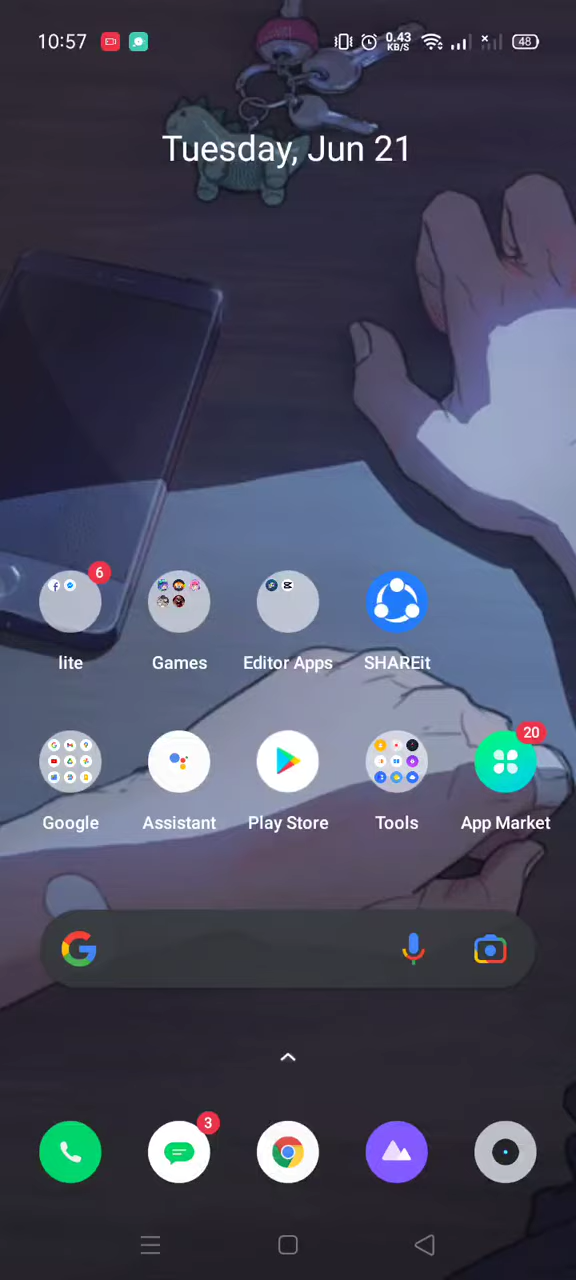 10:57
0.43
KB/S
x
48
Tuesday, Jun 21
6
lite
Games
Editor Apps
SHAREit
20
Google
Assistant
Play Store
Tools
App Market
3